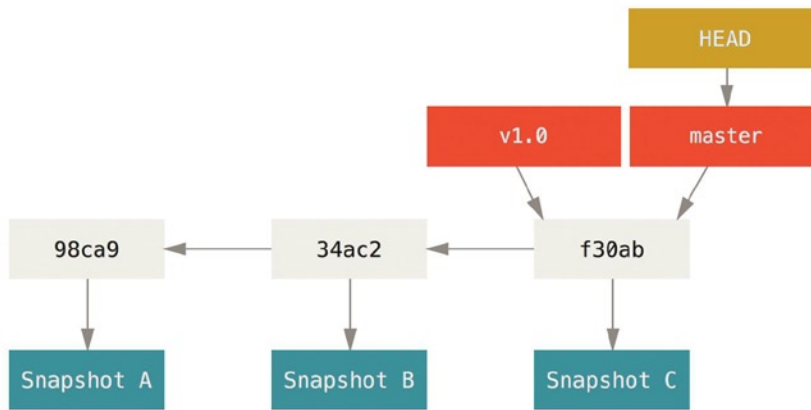 HEAD
v1.0
master
98ca9
34ac2
f30ab
Snapshot A
Snapshot B
Snapshot C